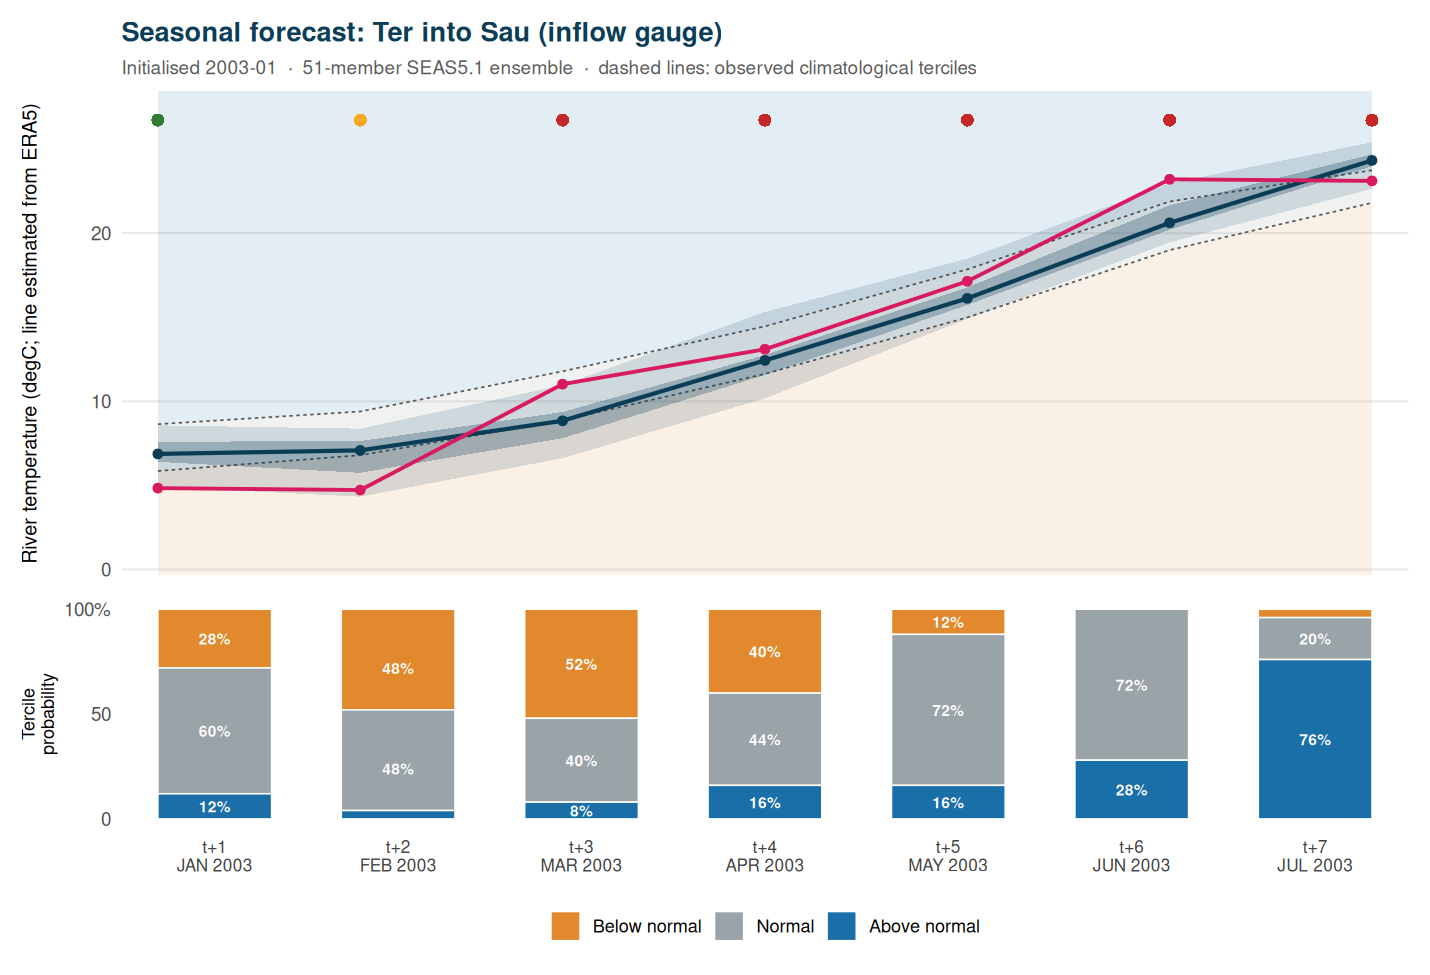 Seasonal forecast: Ter into Sau (inflow gauge)
Initialised 2003-01 · 51-member SEAS5.1 ensemble · dashed lines: observed climatological terciles
River temperature (degC; line estimated from ERA5)
20
10
0
Tercile
probability
100%
50
0
28%
60%
12%
48%
48%
52%
40%
8%
40%
44%
16%
12%
72%
16%
72%
28%
20%
76%
t+1
JAN 2003
t+2
FEB 2003
t+3
MAR 2003
t+4
APR 2003
t+5
MAY 2003
t+6
JUN 2003
t+7
JUL 2003
Below normal
Normal
Above normal